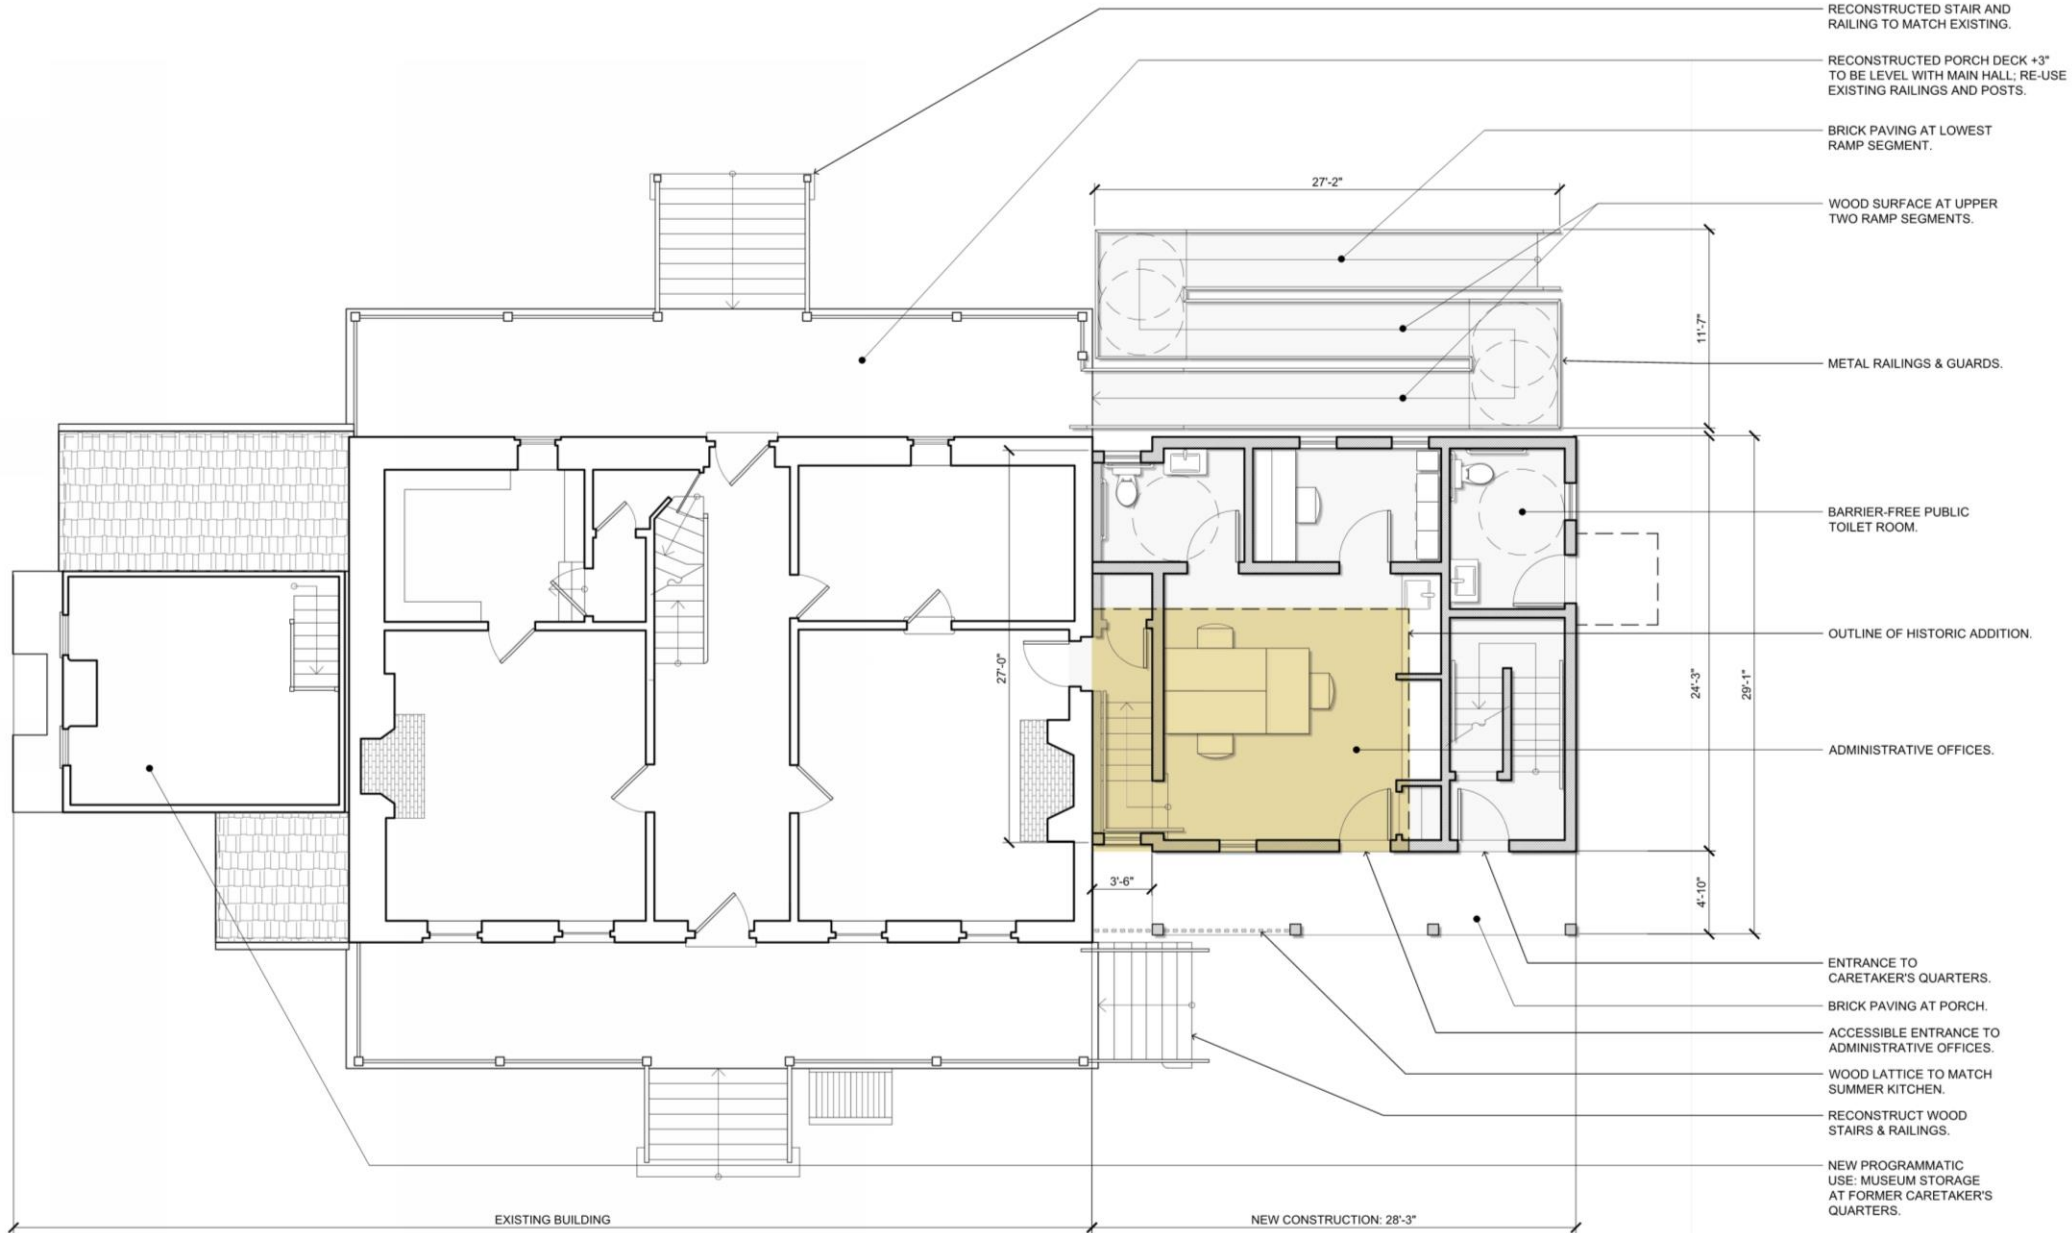 RECONSTRUCTED STAIR AND
RAILING TO MATCH EXISTING.
RECONSTRUCTED PORCH DECK +3"
TO BE LEVEL WITH MAIN HALL; RE-USE
EXISTING RAILINGS AND POSTS.
BRICK PAVING AT LOWEST
RAMP SEGMENT.
27'-2"
WOOD SURFACE AT UPPER
TWO RAMP SEGMENTS.
11'-7"
METAL RAILINGS & GUARDS.
BARRIER-FREE PUBLIC
TOILET ROOM.
OUTLINE OF HISTORIC ADDITION.
27'-0"
24'-3"
29'-1"
ADMINISTRATIVE OFFICES.
3'-6"
4'-10"
ENTRANCE TO
CARETAKER'S QUARTERS.
BRICK PAVING AT PORCH.
ACCESSIBLE ENTRANCE TO
ADMINISTRATIVE OFFICES.
WOOD LATTICE TO MATCH
SUMMER KITCHEN.
RECONSTRUCT WOOD
STAIRS & RAILINGS.
NEW PROGRAMMATIC
USE: MUSEUM STORAGE
AT FORMER CARETAKER'S
QUARTERS.
EXISTING BUILDING
NEW CONSTRUCTION: 28'-3"